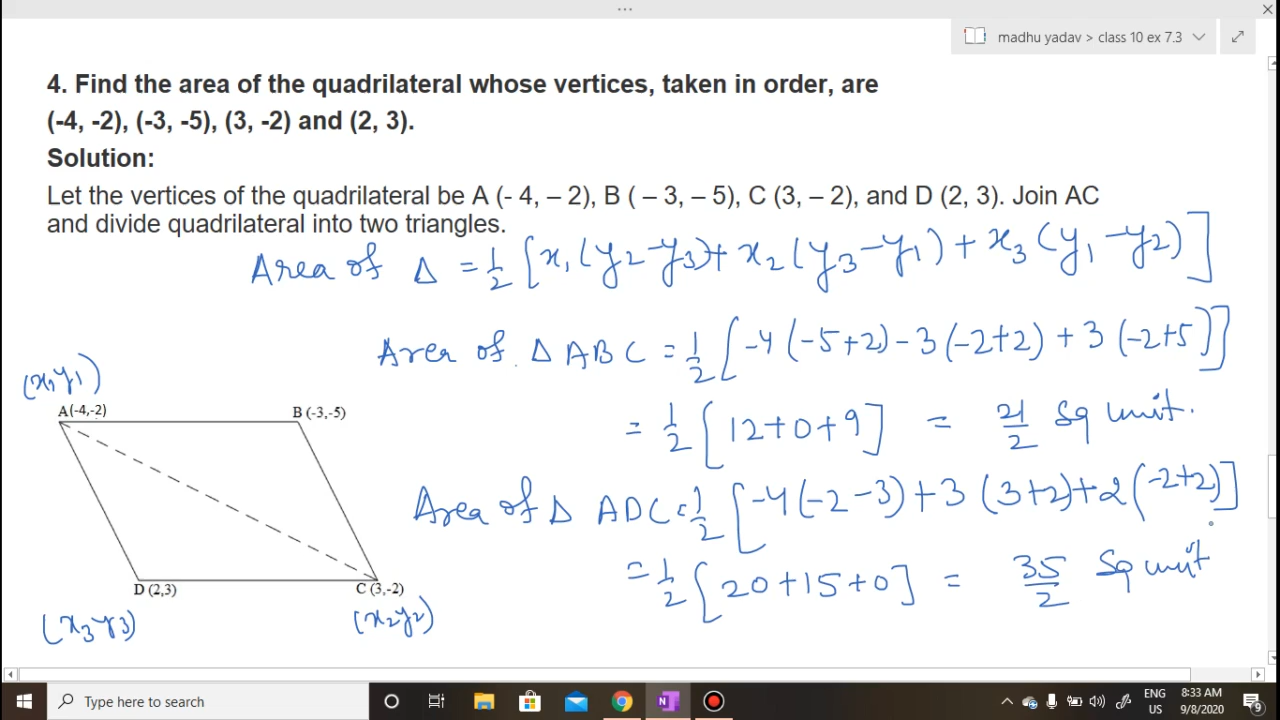 madhu yadav > class 10 ex 7.3
4. Find the area of the quadrilateral whose vertices, taken in order, are
(-4, -2), (-3, -5), (3, -2) and (2, 3).
Solution:
Let the vertices of the quadrilateral be A (- 4, – 2), B ( – 3, – 5), C (3, – 2), and D (2, 3). Join AC
and divide quadrilateral into two triangles.
Area of Δ = 1/2 [x1(y2-y3)+ x2(y3-y1) + x3(y1-y2)]
Area of Δ ABC = 1/2 [-4(-5+2)-3(-2+2)+3(-2+5)]
= 1/2 [12+0+9] = 21/2 Sq unit.
Area of Δ ADC = 1/2 [-4(-2-3)+3(3+2)+2(-2+2)]
= 1/2 [20+15+0] = 35/2 Sq unit
(x1y1)
A(-4,-2)
B (-3,-5)
D (2,3)
C (3,-2)
(x3y3)
(x2y2)
Type here to search
ENG
US
8:33 AM
9/8/2020
9